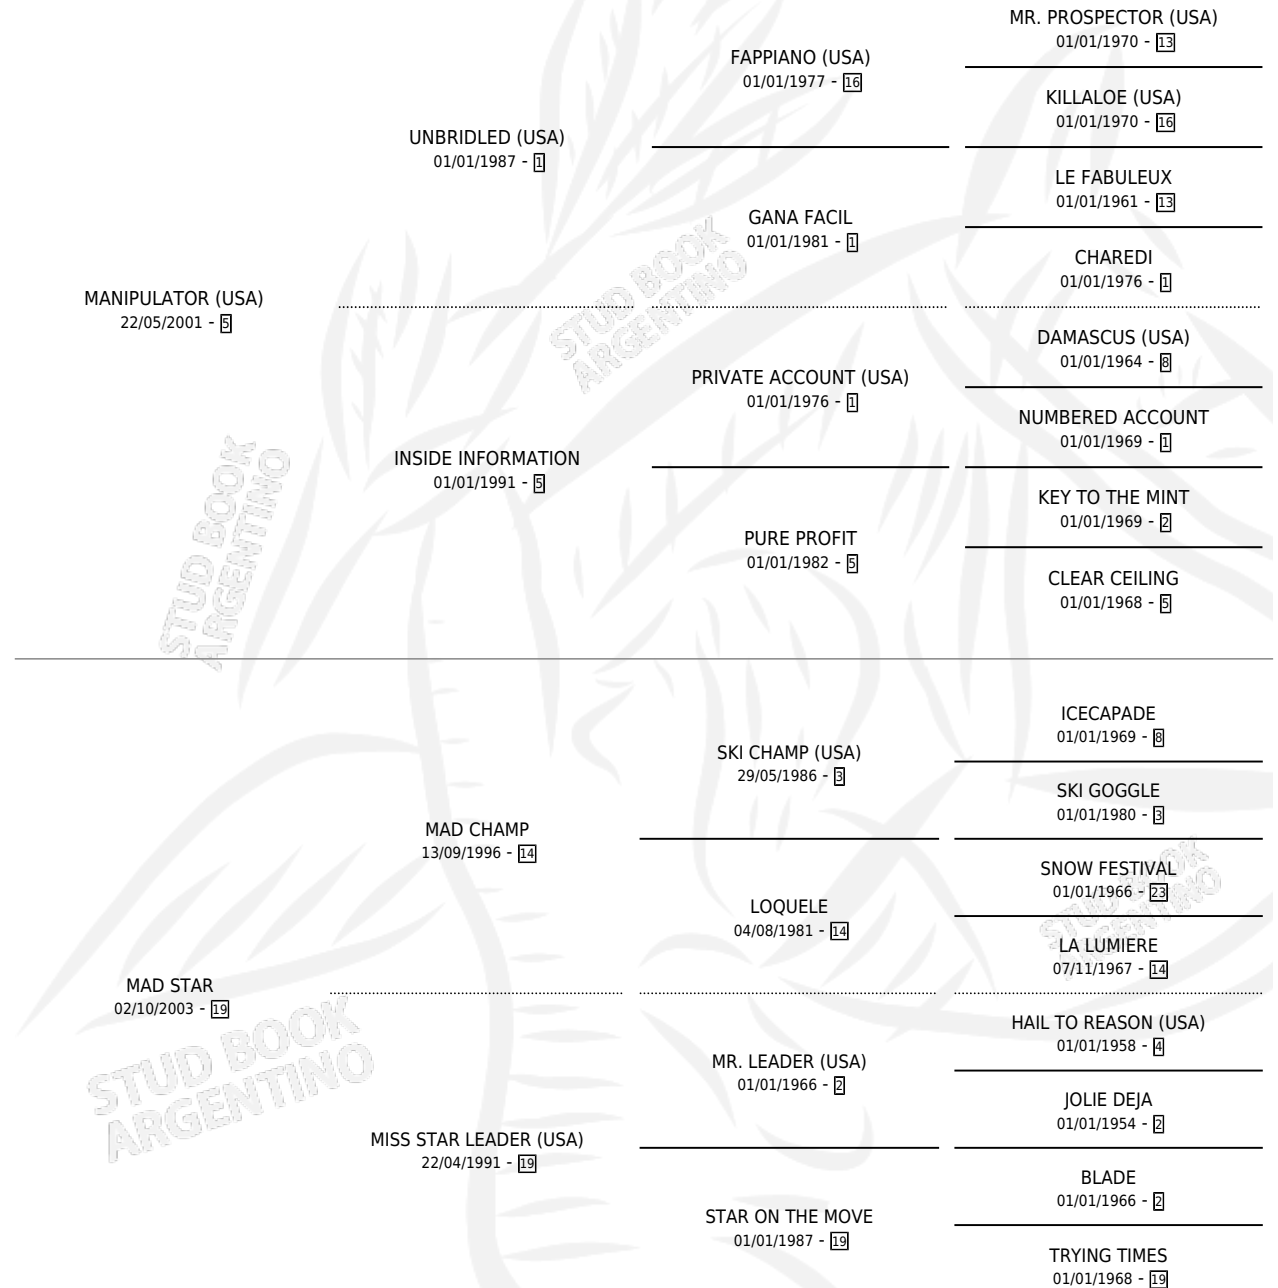 MR. PROSPECTOR (USA)
01/01/1970 - 13
FAPPIANO (USA)
01/01/1977 - 16
KILLALOE (USA)
01/01/1970 - 16
UNBRIDLED (USA)
01/01/1987 - 1
LE FABULEUX
01/01/1961 - 13
GANA FACIL
01/01/1981 - 1
CHAREDI
01/01/1976 - 1
MANIPULATOR (USA)
22/05/2001 - 5
DAMASCUS (USA)
01/01/1964 - 8
PRIVATE ACCOUNT (USA)
01/01/1976 - 1
NUMBERED ACCOUNT
01/01/1969 - 1
INSIDE INFORMATION
01/01/1991 - 5
KEY TO THE MINT
01/01/1969 - 2
PURE PROFIT
01/01/1982 - 5
CLEAR CEILING
01/01/1968 - 5
ICECAPADE
01/01/1969 - 8
SKI CHAMP (USA)
29/05/1986 - 3
SKI GOGGLE
01/01/1980 - 3
MAD CHAMP
13/09/1996 - 14
SNOW FESTIVAL
01/01/1966 - 23
LOQUELE
04/08/1981 - 14
LA LUMIERE
07/11/1967 - 14
MAD STAR
02/10/2003 - 19
HAIL TO REASON (USA)
01/01/1958 - 4
MR. LEADER (USA)
01/01/1966 - 2
JOLIE DEJA
01/01/1954 - 2
MISS STAR LEADER (USA)
22/04/1991 - 19
BLADE
01/01/1966 - 2
STAR ON THE MOVE
01/01/1987 - 19
TRYING TIMES
01/01/1968 - 19
STUD BOOK
ARGENTINO
STUD BOOK
ARGENTINO
STUD BOOK
ARGENTINO
STUD BOOK
ARGENTINO